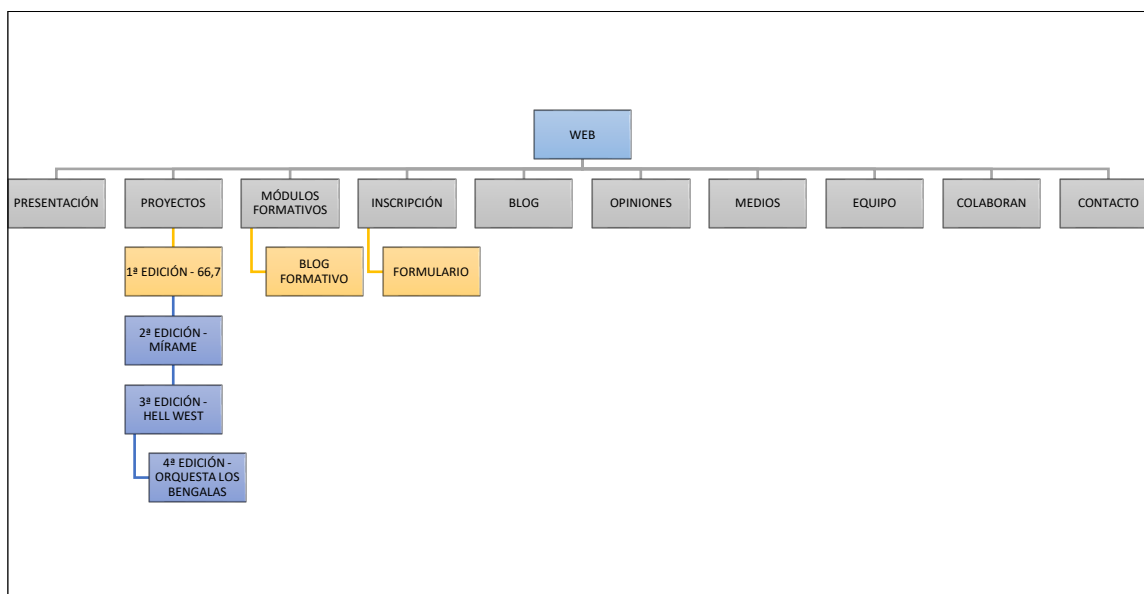 WEB
PRESENTACIÓN
PROYECTOS
MÓDULOS
FORMATIVOS
INSCRIPCIÓN
BLOG
OPINIONES
MEDIOS
EQUIPO
COLABORAN
CONTACTO
1ª EDICIÓN - 66,7
BLOG
FORMATIVO
FORMULARIO
2ª EDICIÓN -
MÍRAME
3ª EDICIÓN -
HELL WEST
4ª EDICIÓN -
ORQUESTA LOS
BENGALAS